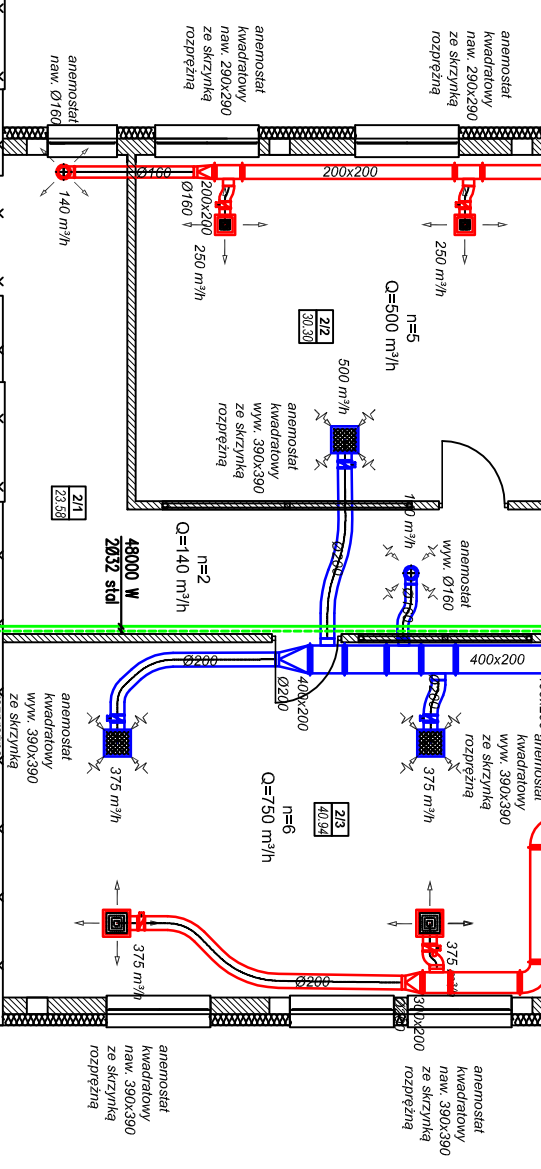 anemostat
naw. Ø160
anemostat
kwadratowy
naw. 290x290
ze skrzynką
rozprężną
anemostat
kwadratowy
naw. 290x290
ze skrzynką
rozprężną
140 m³/h
Ø160
200x200
Ø160
200x200
250 m³/h
250 m³/h
n=5
Q=500 m³/h
2/2
30.30
500 m³/h
anemostat
kwadratowy
wyw. 390x390
ze skrzynką
rozprężną
2/1
23.58
n=2
Q=140 m³/h
48000 W
2Ø32 stal
Ø200
anemostat
wyw. Ø160
Ø200
400x200
Ø200
400x200
Ø200
anemostat
kwadratowy
wyw. 390x390
ze skrzynką
375 m³/h
375 m³/h
anemostat
kwadratowy
wyw. 390x390
ze skrzynką
rozprężną
n=6
Q=750 m³/h
2/3
40.94
375 m³/h
Ø200
300x200
anemostat
kwadratowy
naw. 390x390
ze skrzynką
rozprężną
anemostat
kwadratowy
naw. 390x390
ze skrzynką
rozprężną